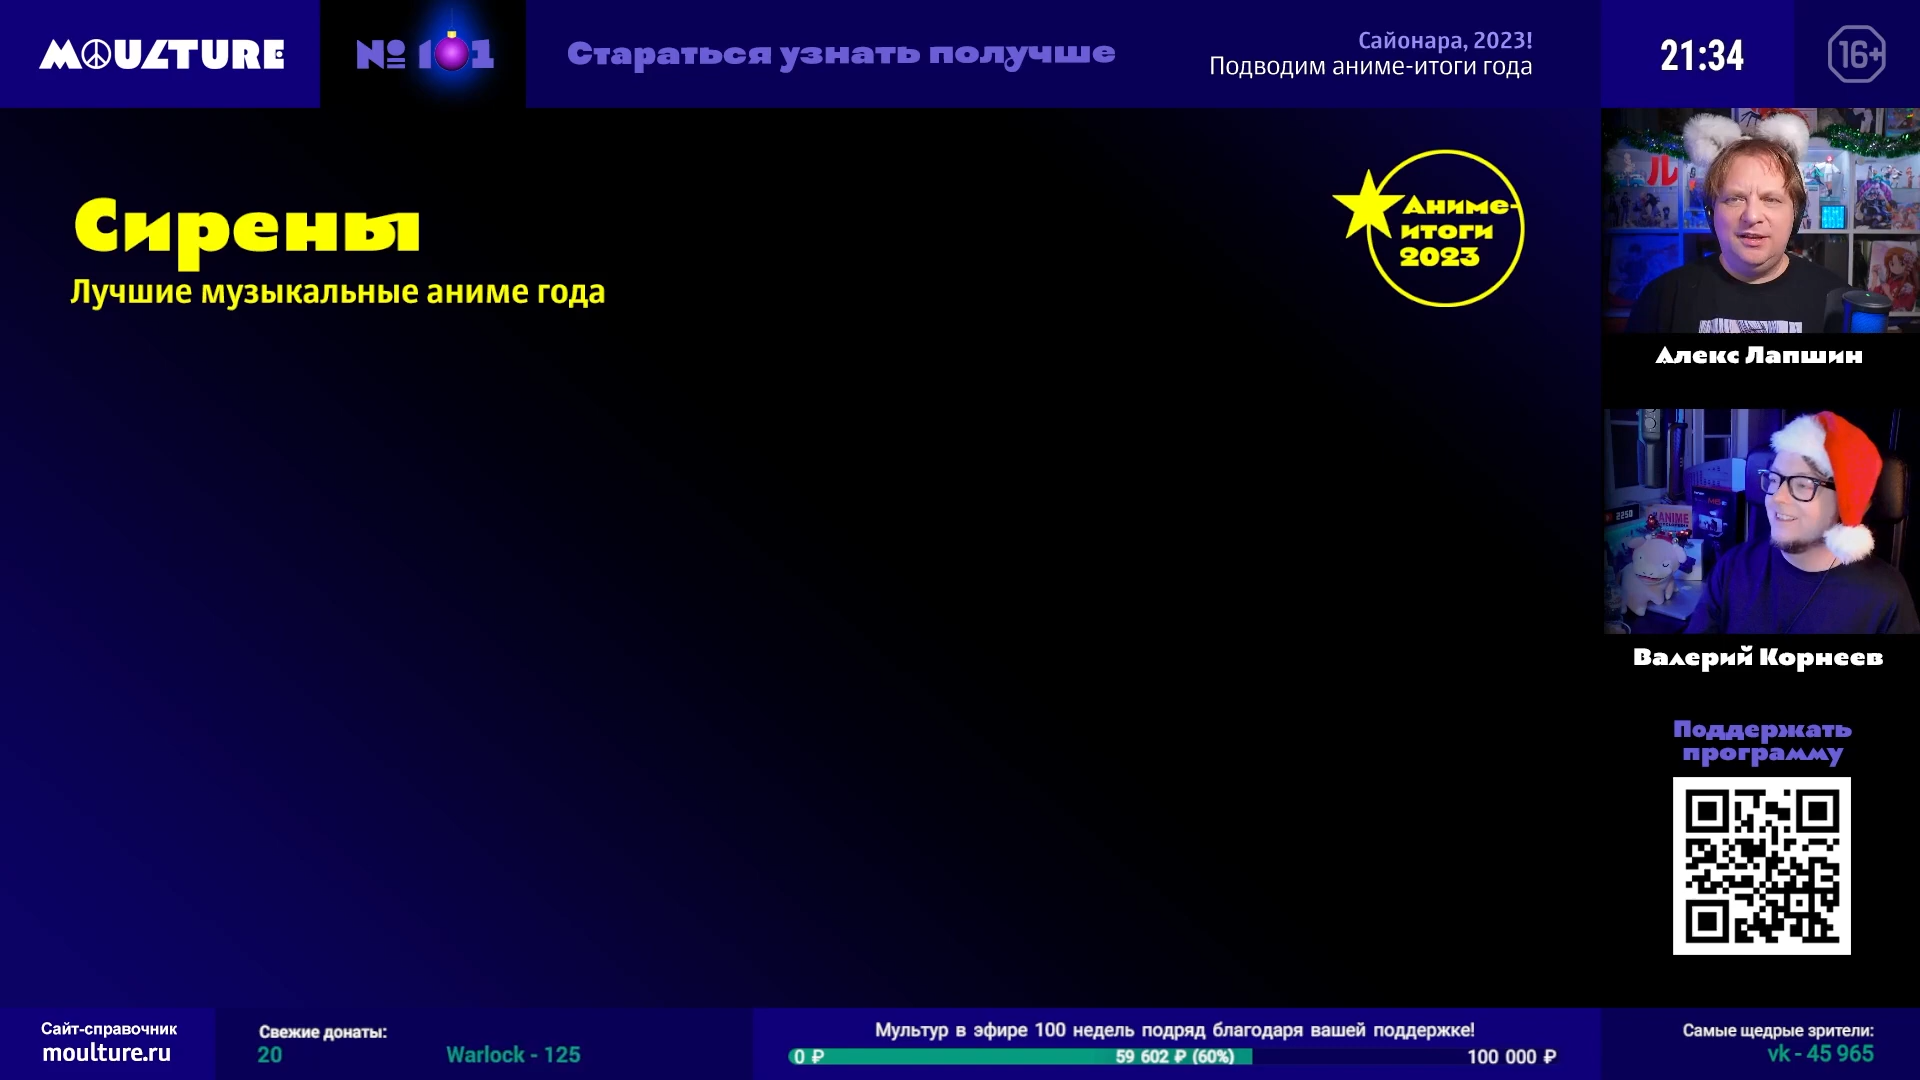 MOULTURE
№ 101
Стараться узнать получше
Сайонара, 2023!
Подводим аниме-итоги года
21:34
16+
Сирены
Лучшие музыкальные аниме года
Аниме-
итоги
2023
ル
Алекс Лапшин
2250
ANIME
Валерий Корнеев
Поддержать
программу
Сайт-справочник
moulture.ru
Свежие донаты:
20
Warlock - 125
Мультур в эфире 100 недель подряд благодаря вашей поддержке!
0 ₽
59 602 ₽ (60%)
100 000 ₽
Самые щедрые зрители:
vk - 45 965